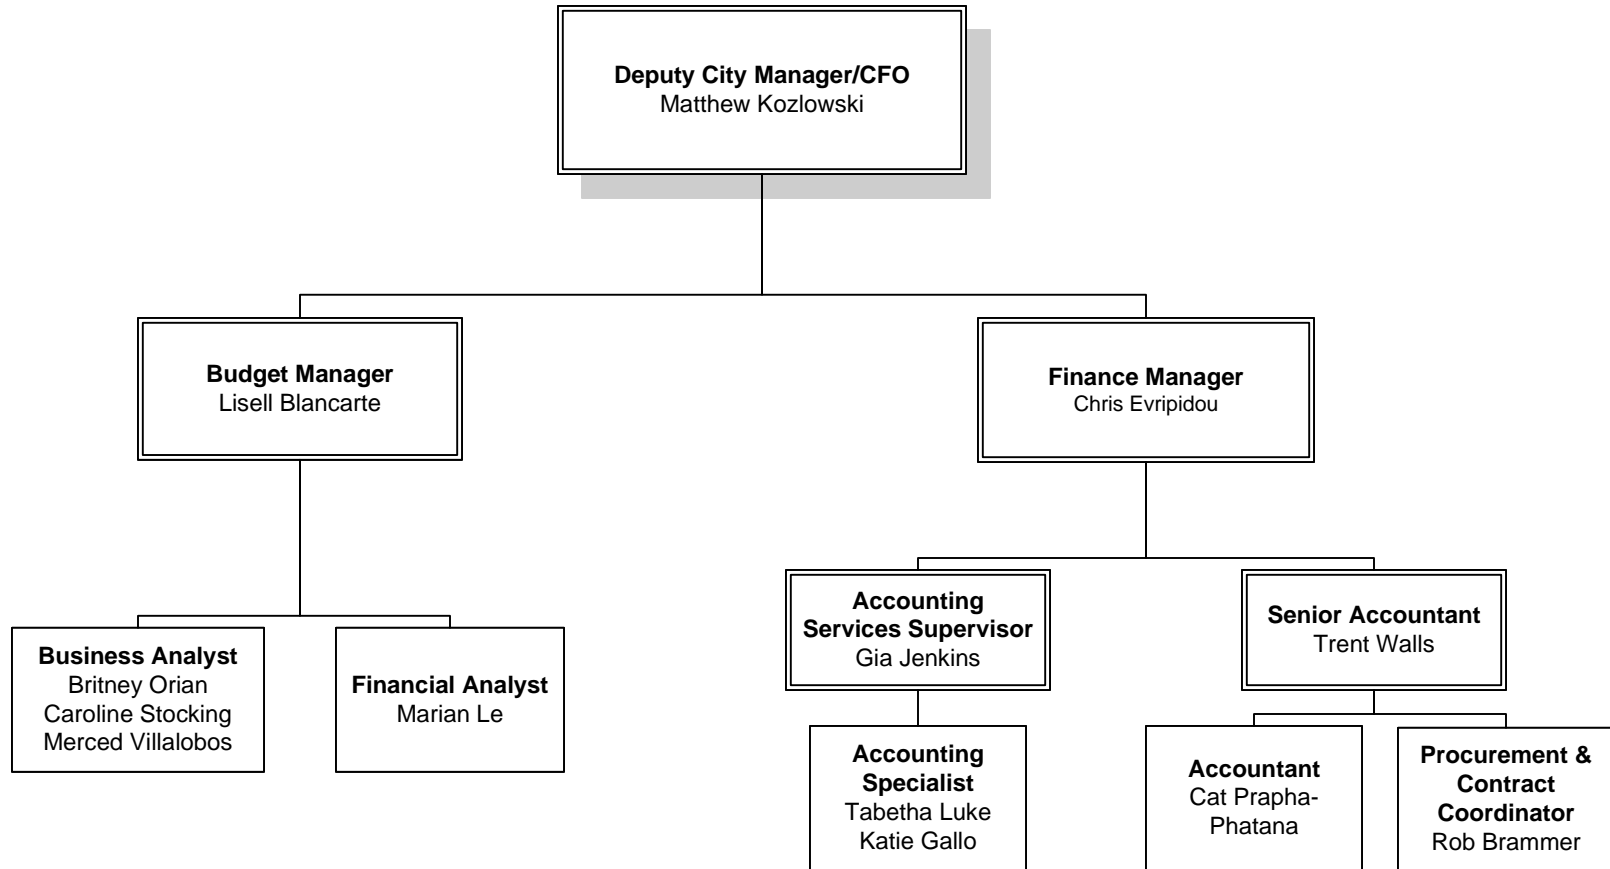 Deputy City Manager/CFO
Matthew Kozlowski
Budget Manager
Lisell Blancarte
Finance Manager
Chris Evripidou
Business Analyst
Britney Orian
Caroline Stocking
Merced Villalobos
Financial Analyst
Marian Le
Accounting
Services Supervisor
Gia Jenkins
Senior Accountant
Trent Walls
Accounting
Specialist
Tabetha Luke
Katie Gallo
Accountant
Cat Prapha-
Phatana
Procurement &
Contract
Coordinator
Rob Brammer